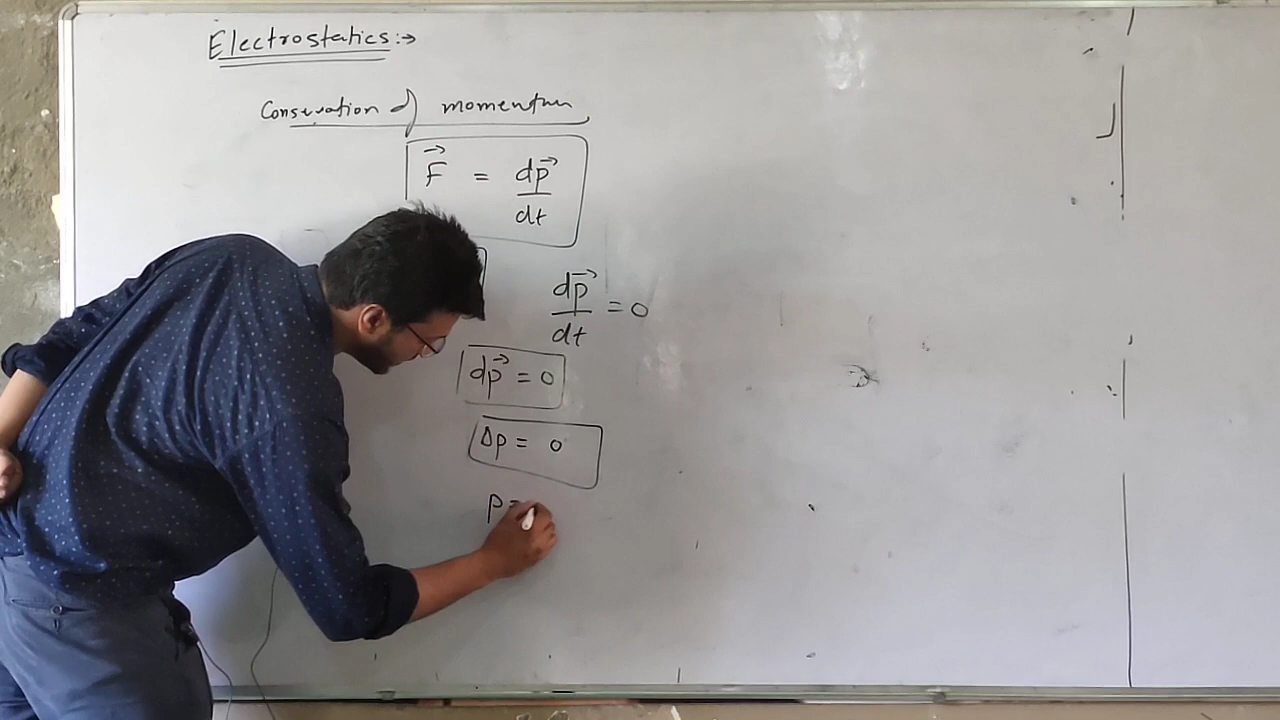 Electrostatics:→
Conservation of momentum
F⃗ = dp⃗/dt
dp⃗/dt = 0
dp⃗ = 0
Δp = 0
p =